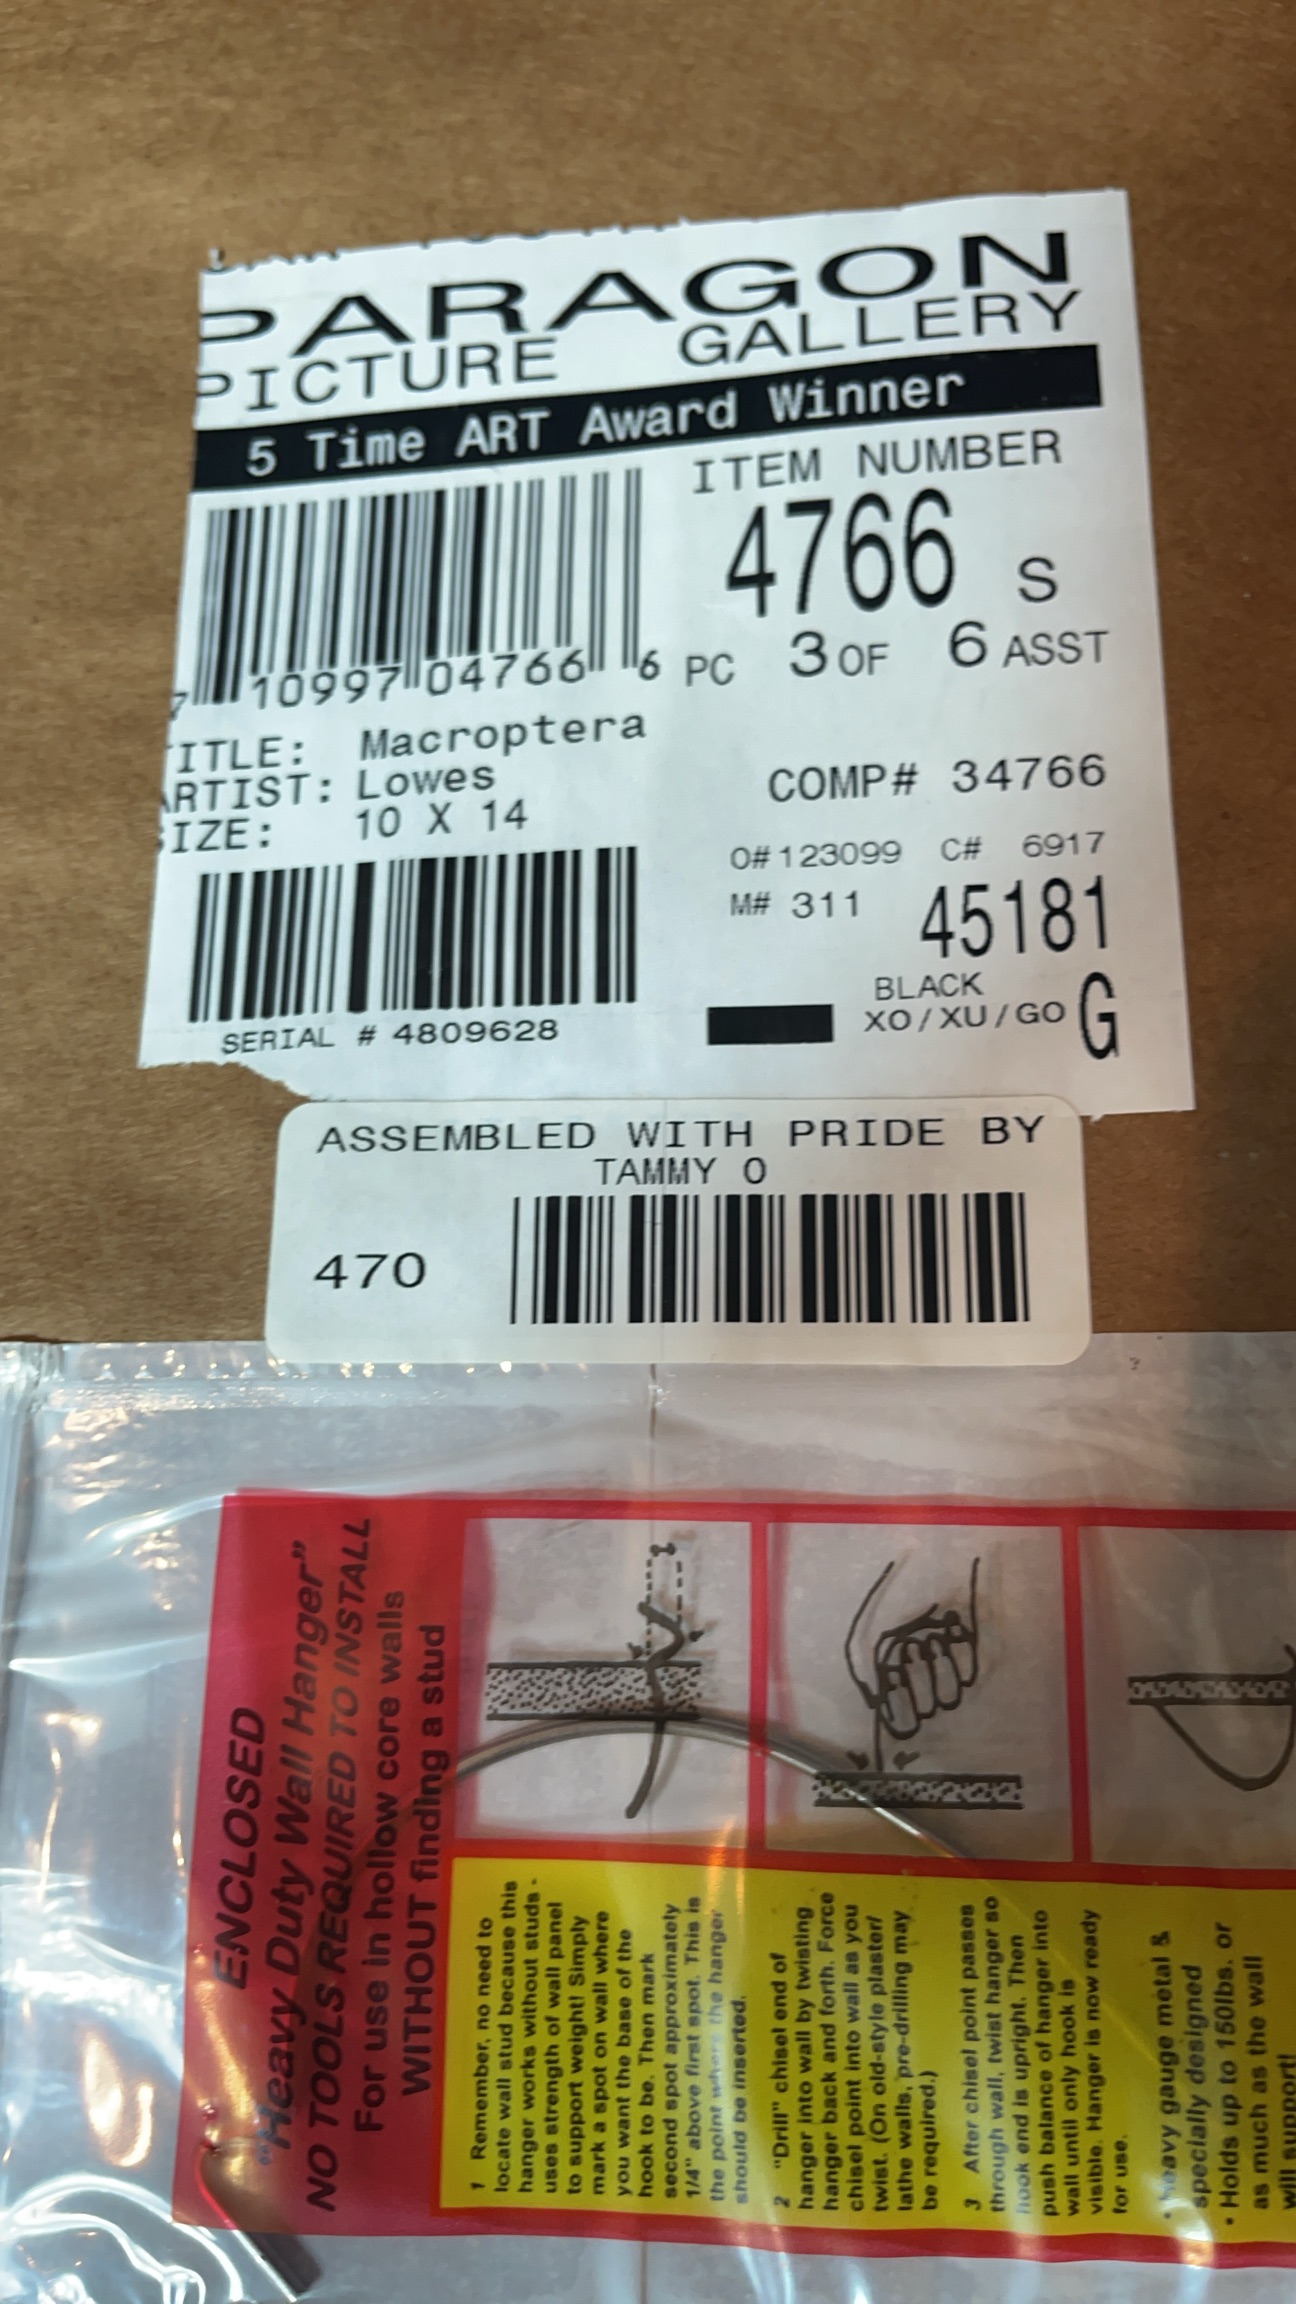 PARAGON
PICTURE GALLERY
5 Time ART Award Winner
ITEM NUMBER
4766 S
7 10997 04766 6
PC 3 OF 6 ASST
TITLE: Macroptera
ARTIST: Lowes
SIZE: 10 X 14
COMP# 34766
O# 123099 C# 6917
M# 311 45181
BLACK
XO/XU/GO G
SERIAL # 4809628
ASSEMBLED WITH PRIDE BY
TAMMY O
470
ENCLOSED
"Heavy Duty Wall Hanger"
NO TOOLS REQUIRED TO INSTALL
For use in hollow core walls
WITHOUT finding a stud
1 Remember, no need to
locate wall stud because this
hanger works without studs -
uses strength of wall panel
to support weight! Simply
mark a spot on wall where
you want the base of the
hook to be. Then mark
second spot approximately
1/4" above first spot. This is
the point where the hanger
should be inserted.
2 "Drill" chisel end of
hanger into wall by twisting
hanger back and forth. Force
chisel point into wall as you
twist. (On old-style plaster/
lathe walls, pre-drilling may
be required.)
3 After chisel point passes
through wall, twist hanger so
hook end is upright. Then
push balance of hanger into
wall until only hook is
visible. Hanger is now ready
for use.
• Heavy gauge metal &
specially designed
• Holds up to 150lbs. or
as much as the wall
will support!